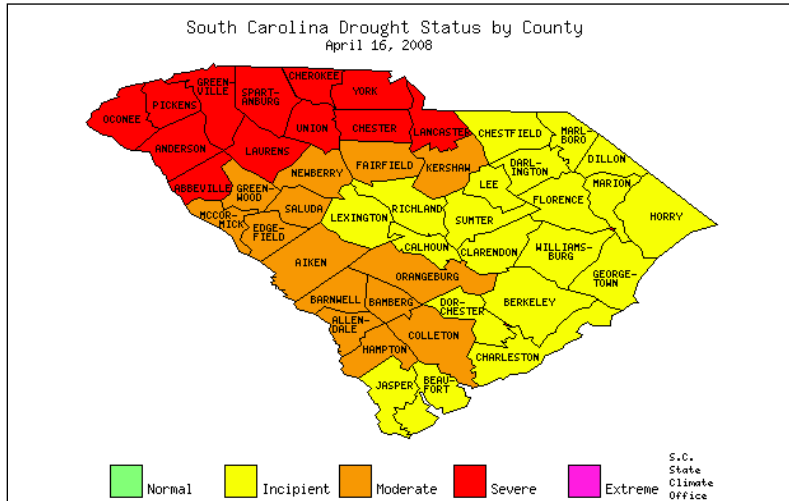 South Carolina Drought Status by County
April 16, 2008
CHEROKEE
GREEN-
VILLE
SPART-
ANBURG
YORK
PICKENS
OCONEE
UNION
CHESTER
LANCASTER
CHESTFIELD
MARL-
BORO
ANDERSON
LAURENS
DILLON
FAIRFIELD
KERSHAW
DARL-
INGTON
NEWBERRY
LEE
MARION
ABBEVILLE
GREEN-
WOOD
FLORENCE
MCCOR-
MICK
SALUDA
LEXINGTON
RICHLAND
SUMTER
HORRY
EDGE-
FIELD
CALHOUN
CLARENDON
WILLIAMS-
BURG
AIKEN
ORANGEBURG
GEORGE-
TOWN
BARNWELL
BAMBERG
DOR-
CHESTER
BERKELEY
ALLEN-
DALE
COLLETON
HAMPTON
CHARLESTON
JASPER
BEAU-
FORT
Normal
Incipient
Moderate
Severe
Extreme
S.C.
State
Climate
Office